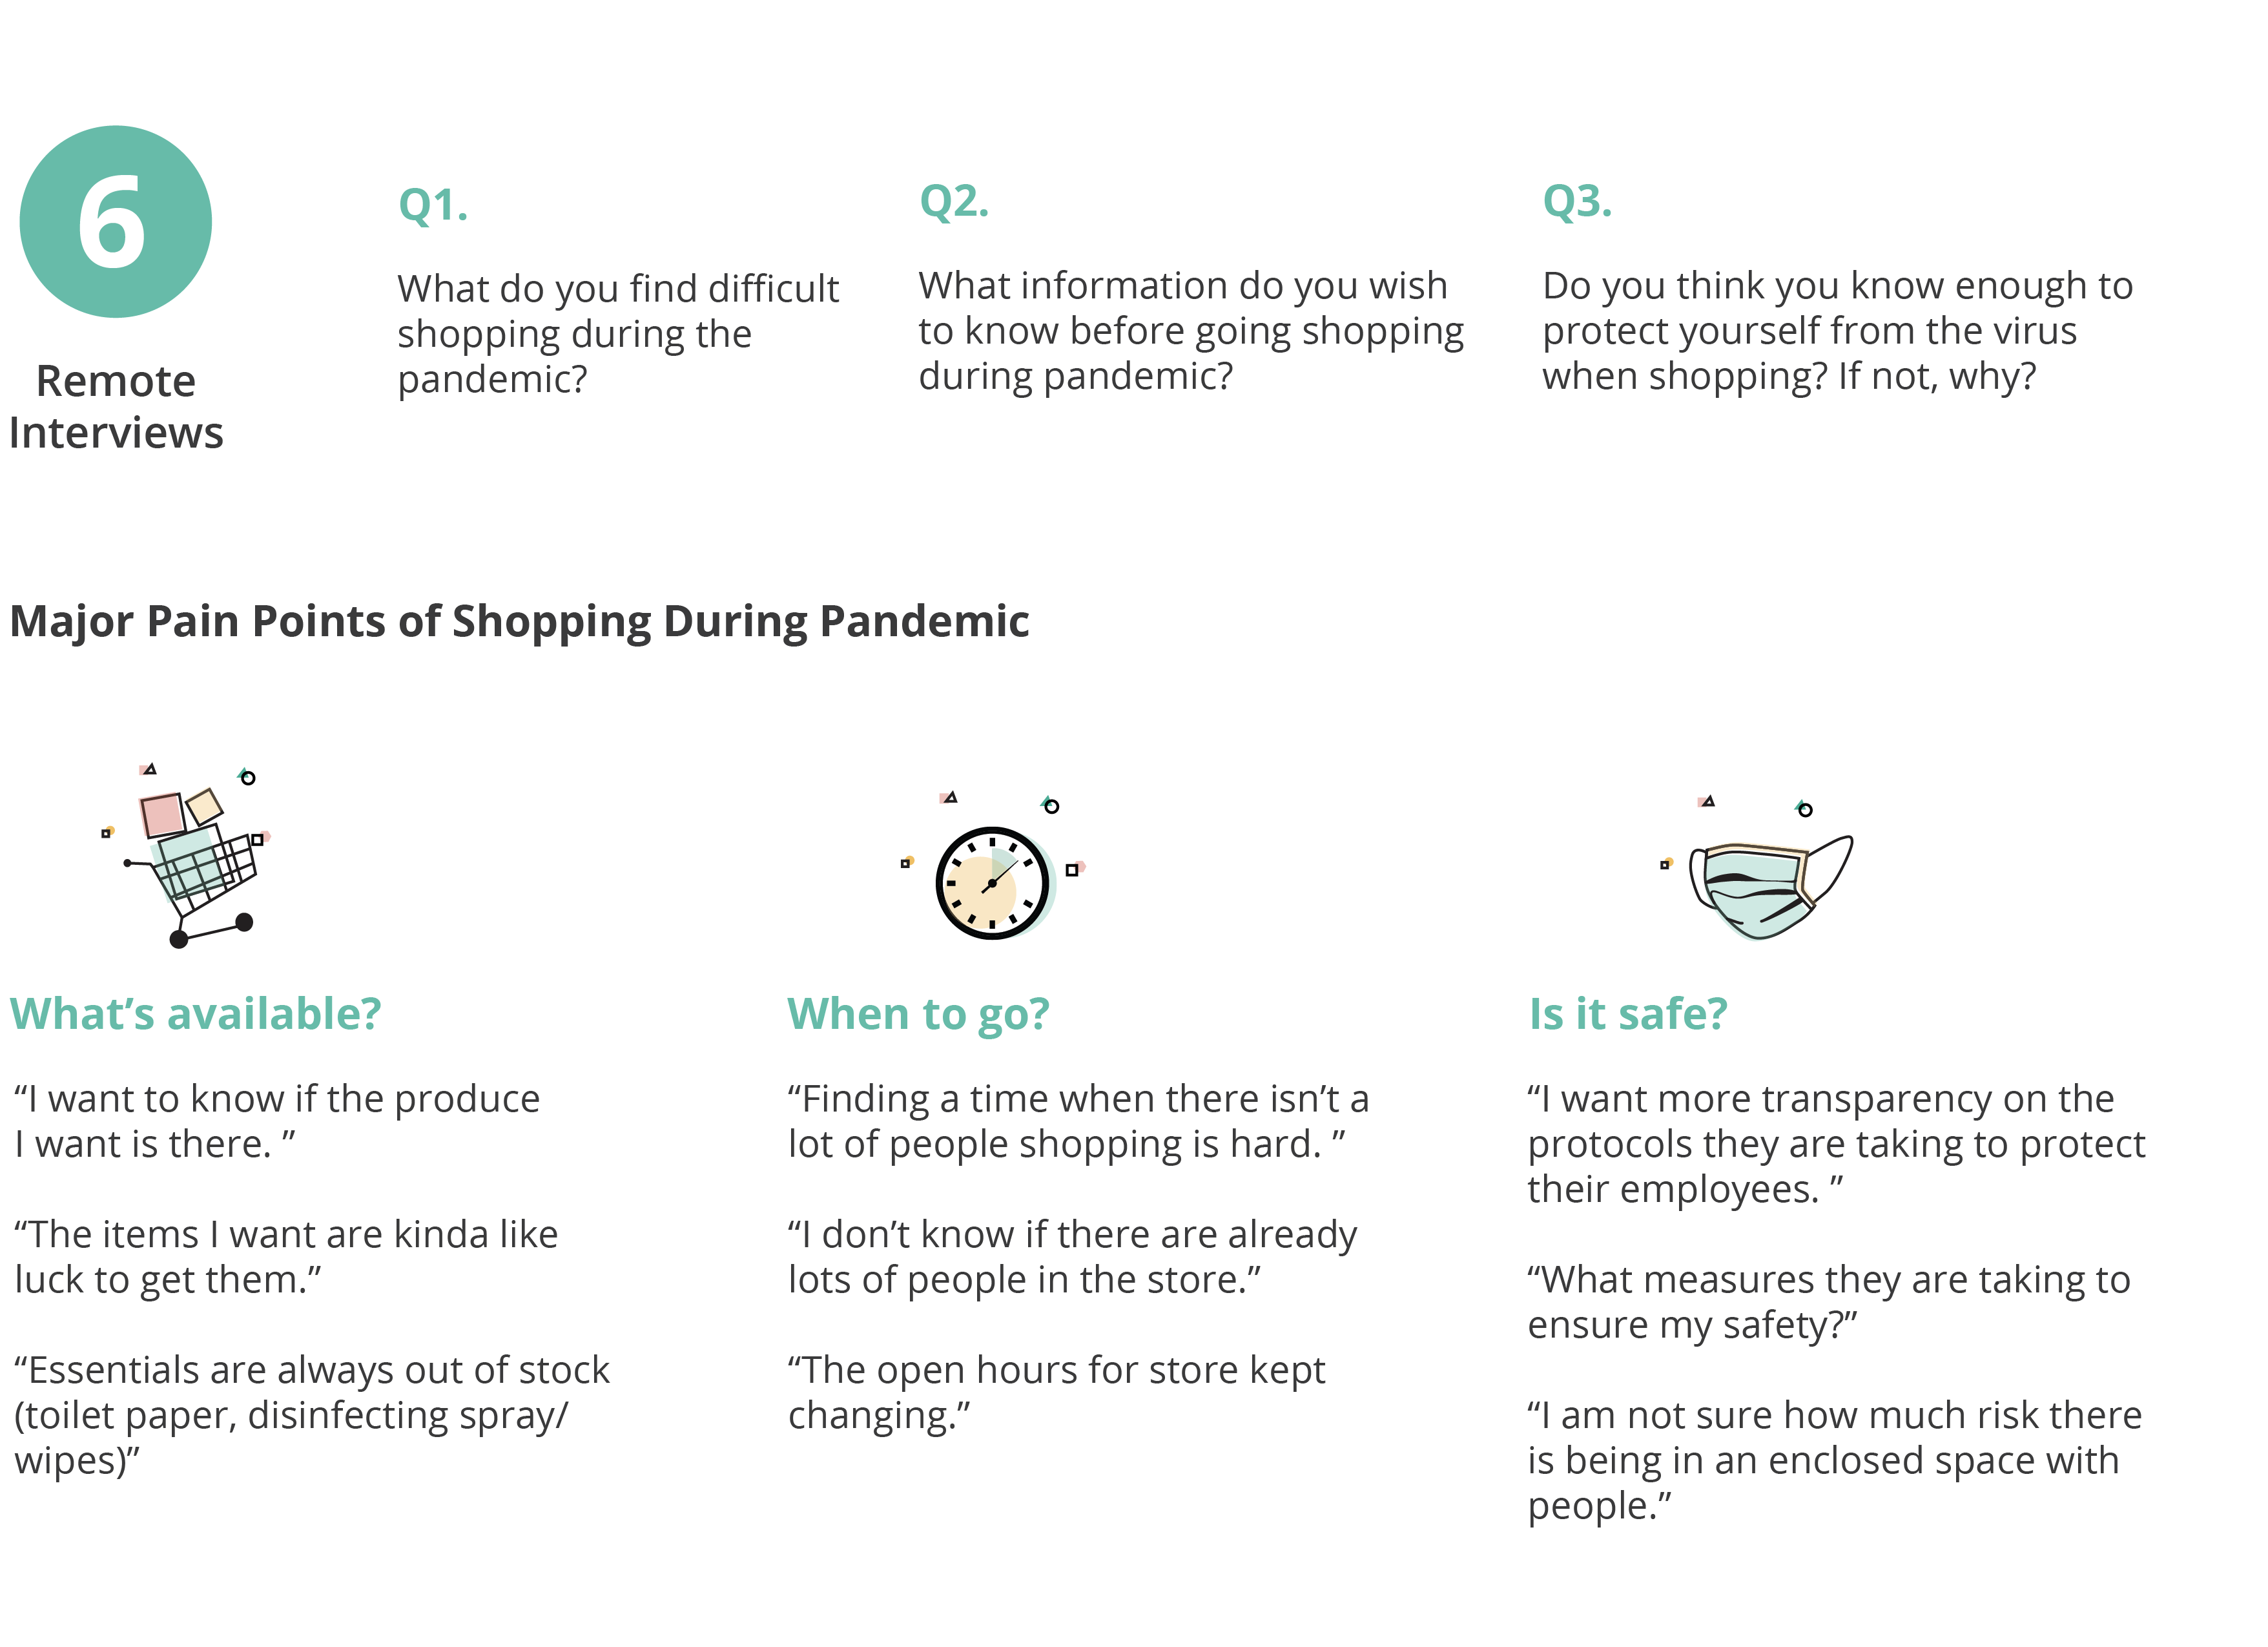 6
Remote
Interviews
Q1.
What do you find difficult
shopping during the
pandemic?
Q2.
What information do you wish
to know before going shopping
during pandemic?
Q3.
Do you think you know enough to
protect yourself from the virus
when shopping? If not, why?
Major Pain Points of Shopping During Pandemic
What’s available?
“I want to know if the produce
I want is there. ”
“The items I want are kinda like
luck to get them.”
“Essentials are always out of stock
(toilet paper, disinfecting spray/
wipes)”
When to go?
“Finding a time when there isn’t a
lot of people shopping is hard. ”
“I don’t know if there are already
lots of people in the store.”
“The open hours for store kept
changing.”
Is it safe?
“I want more transparency on the
protocols they are taking to protect
their employees. ”
“What measures they are taking to
ensure my safety?”
“I am not sure how much risk there
is being in an enclosed space with
people.”